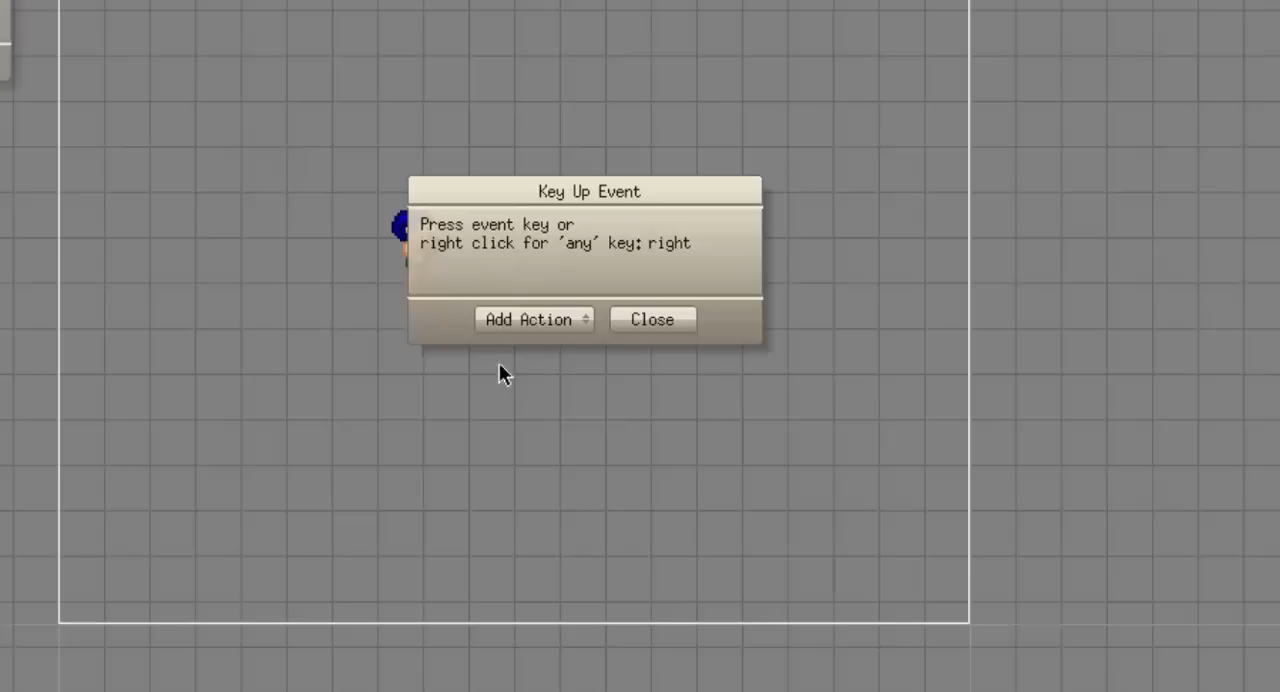 Key Up Event
Press event key or
right click for 'any' key: right
Add Action
Close